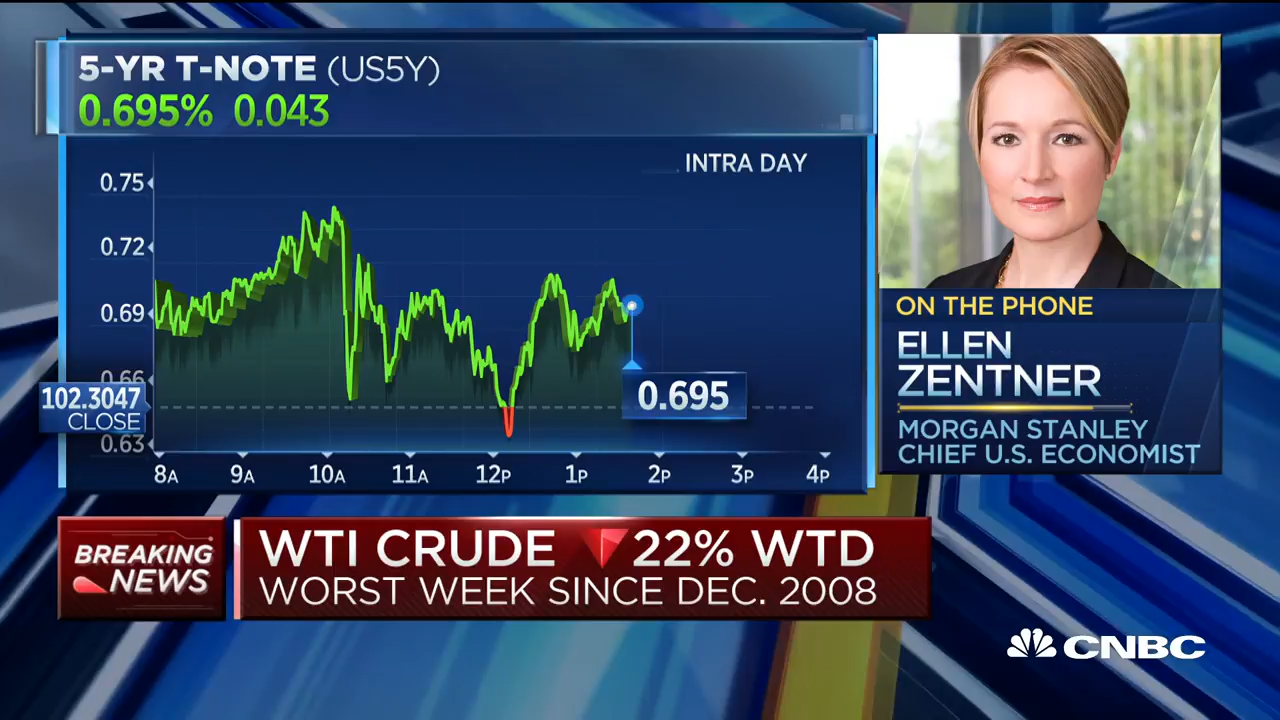 5-YR T-NOTE (US5Y)
0.695% 0.043
INTRA DAY
0.75
0.72
0.69
0.66
102.3047
CLOSE
0.63
0.695
8A 9A 10A 11A 12P 1P 2P 3P 4P
ON THE PHONE
ELLEN
ZENTNER
MORGAN STANLEY
CHIEF U.S. ECONOMIST
BREAKING
NEWS
WTI CRUDE ▼22% WTD
WORST WEEK SINCE DEC. 2008
CNBC